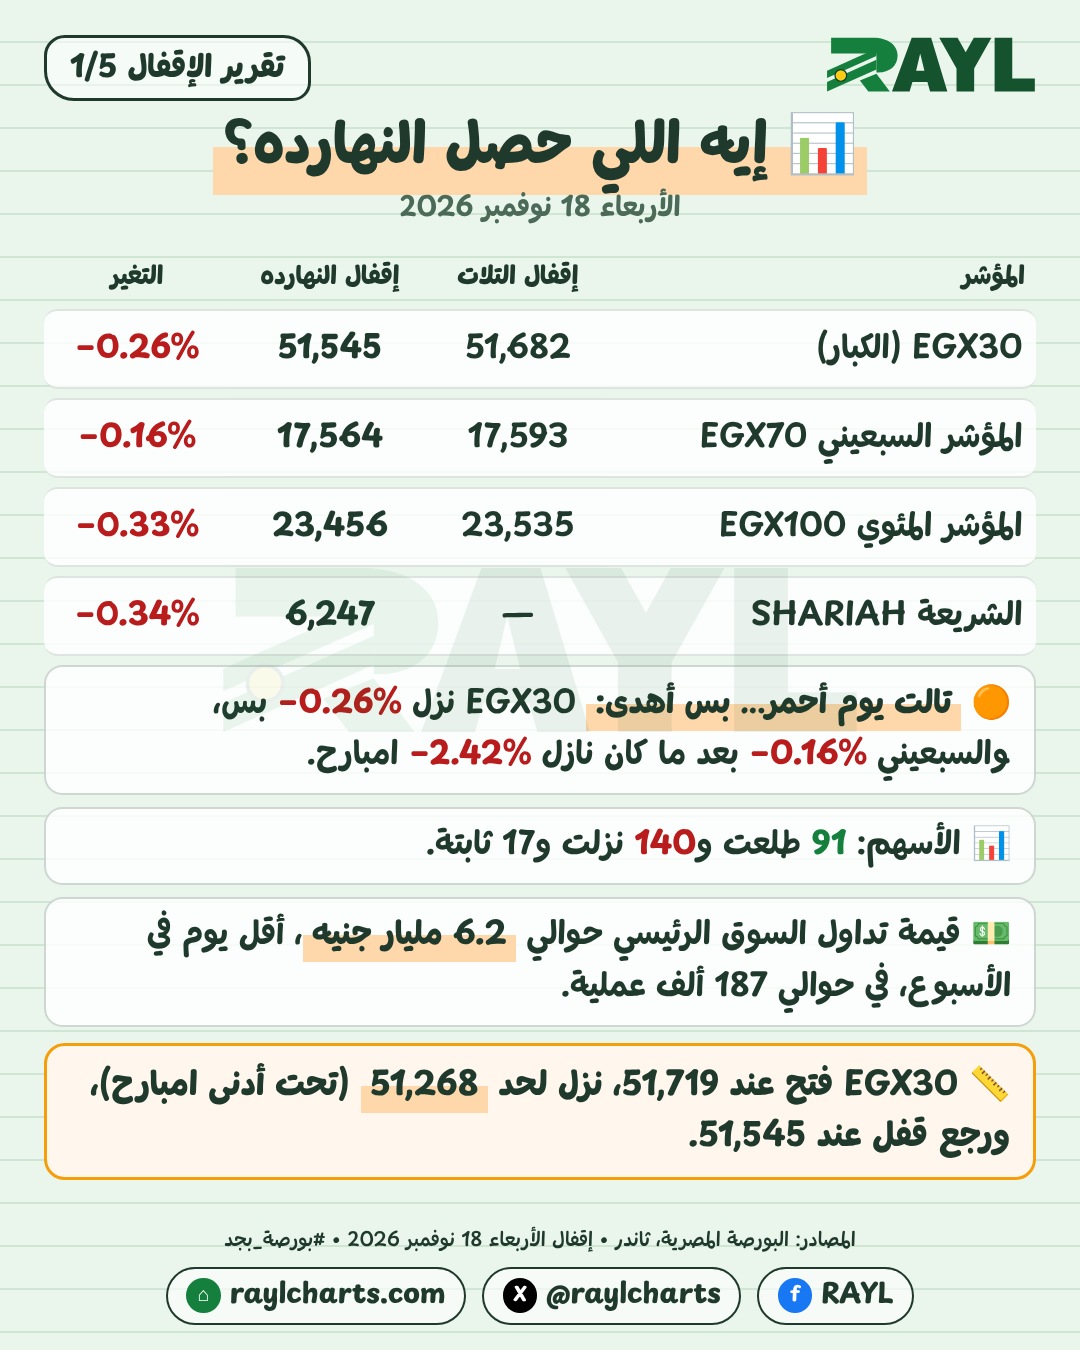 RAYL
تقرير الإقفال 1/5
إيه اللي حصل النهارده؟
الأربعاء 18 نوفمبر 2026
المؤشر إقفال التلات إقفال النهارده التغير
EGX30 (الكبار) 51,682 51,545 −0.26%
المؤشر السبعيني EGX70 17,593 17,564 −0.16%
المؤشر المئوي EGX100 23,535 23,456 −0.33%
الشريعة SHARIAH — 6,247 −0.34%
تالت يوم أحمر... بس أهدى: EGX30 نزل −0.26% بس،
والسبعيني −0.16% بعد ما كان نازل −2.42% امبارح.
الأسهم: 91 طلعت و140 نزلت و17 ثابتة.
قيمة تداول السوق الرئيسي حوالي 6.2 مليار جنيه، أقل يوم في
الأسبوع، في حوالي 187 ألف عملية.
EGX30 فتح عند 51,719، نزل لحد 51,268 (تحت أدنى امبارح)،
ورجع قفل عند 51,545.
المصادر: البورصة المصرية، ثاندر • إقفال الأربعاء 18 نوفمبر 2026 • #بورصة_بجد
RAYL
@raylcharts
raylcharts.com